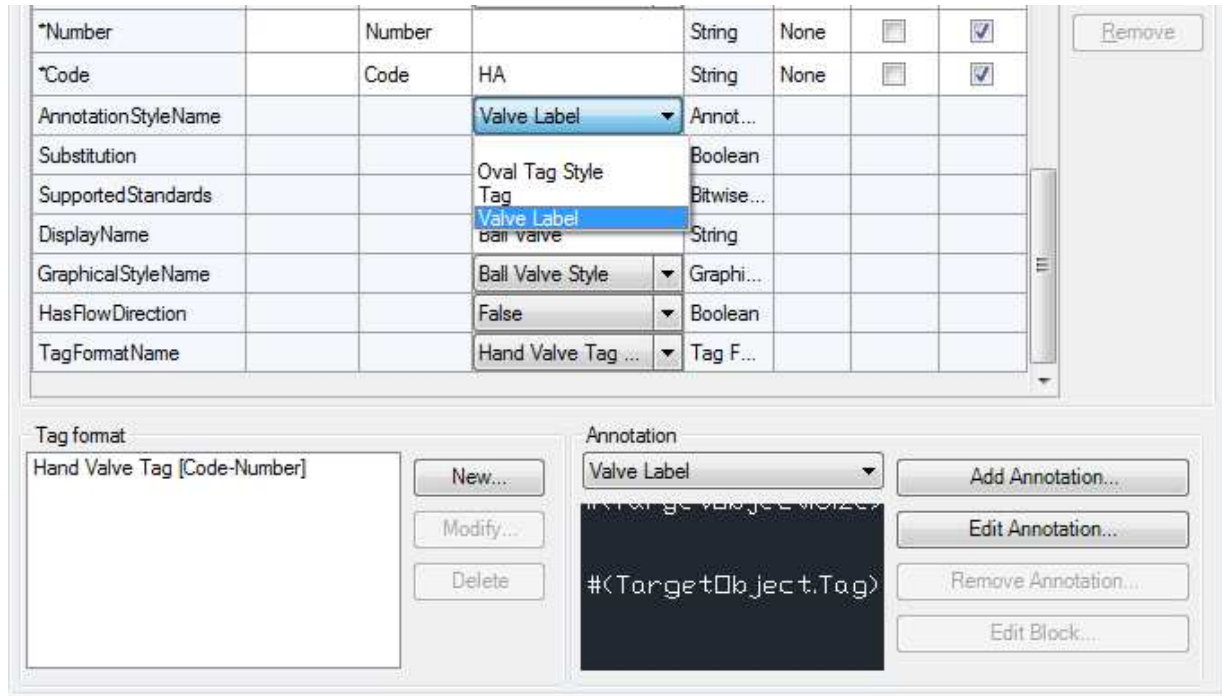 *Number Number String None Remove
*Code Code HA String None
AnnotationStyleName Valve Label Annot...
Substitution Boolean
Oval Tag Style
SupportedStandards Tag Bitwise...
Valve Label
DisplayName Ball Valve String
GraphicalStyleName Ball Valve Style Graphi...
HasFlowDirection False Boolean
TagFormatName Hand Valve Tag ... Tag F...
Tag format
Hand Valve Tag [Code-Number]
New...
Modify...
Delete
Annotation
Valve Label
#(TargetObject.Size)
#(TargetObject.Tag)
Add Annotation...
Edit Annotation...
Remove Annotation...
Edit Block...